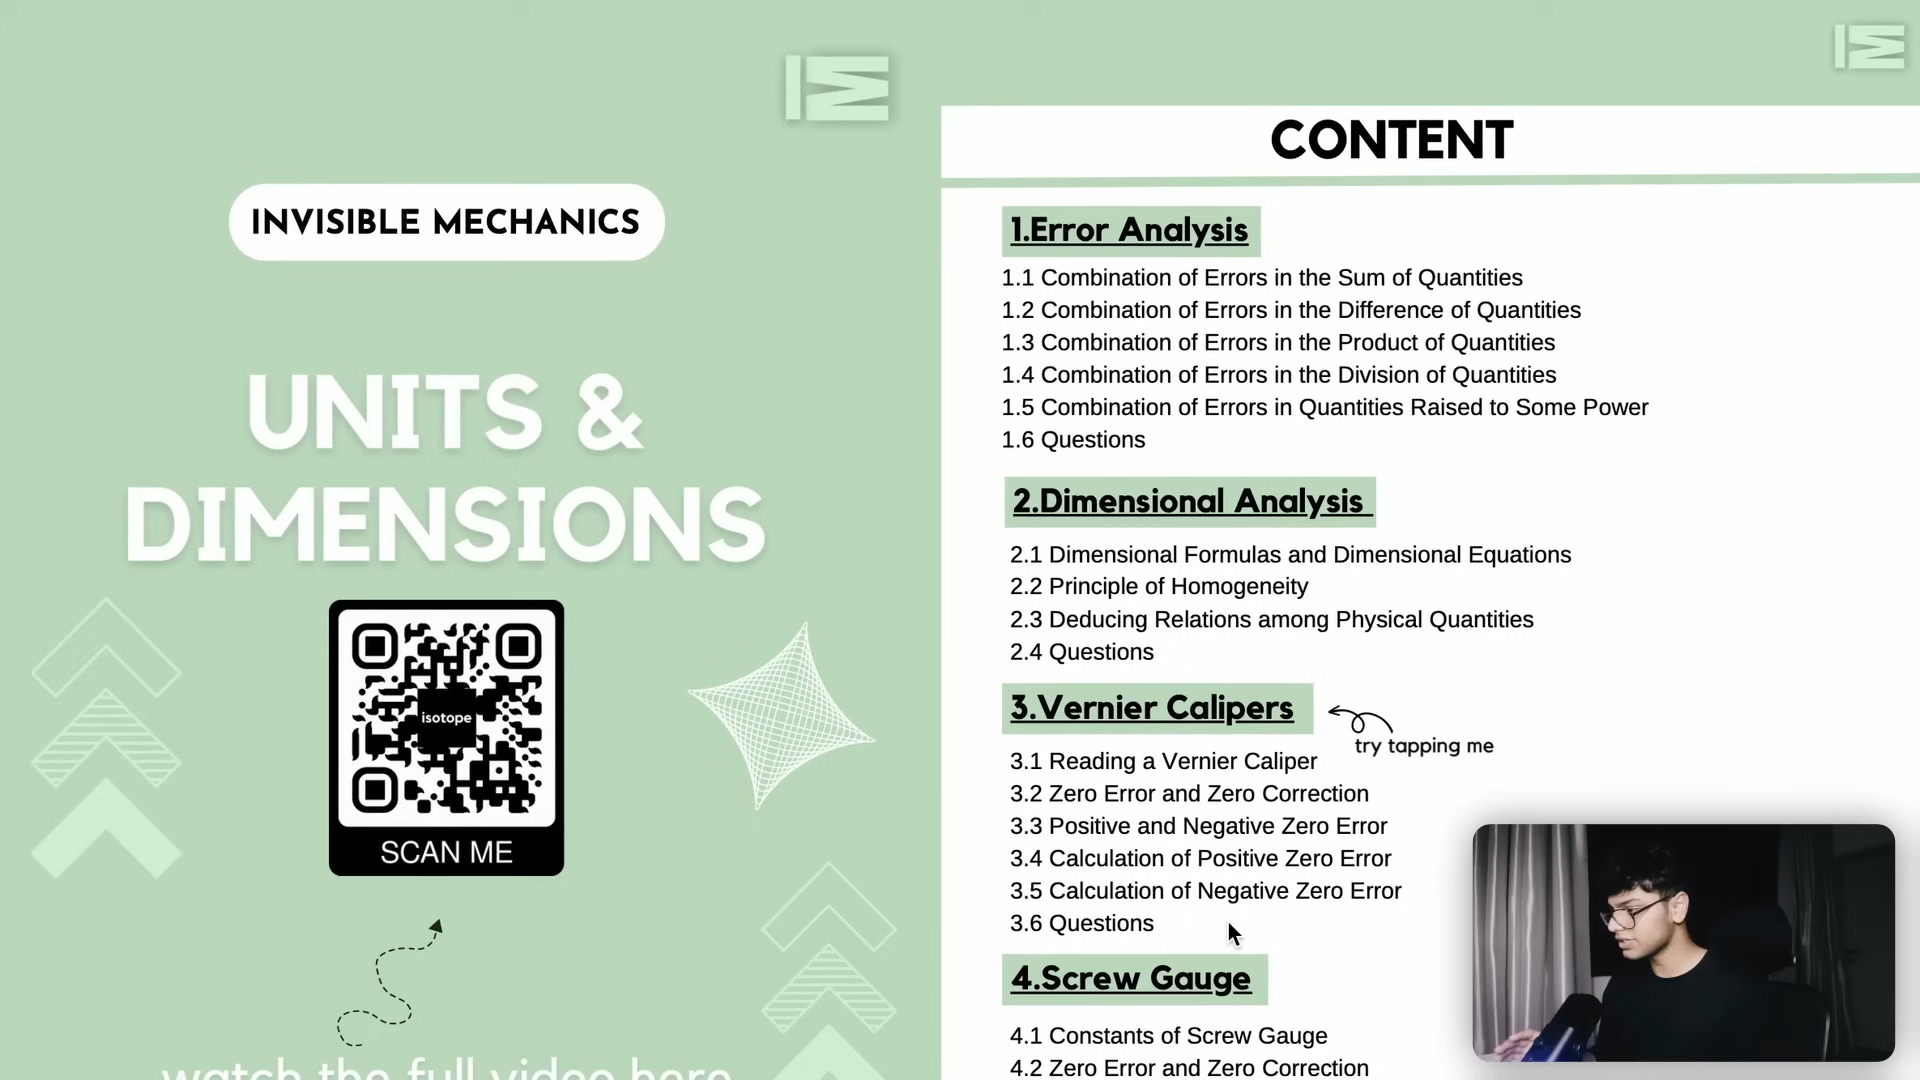 INVISIBLE MECHANICS
UNITS &
DIMENSIONS
isotope
SCAN ME
watch the full video here
CONTENT
1.Error Analysis
1.1 Combination of Errors in the Sum of Quantities
1.2 Combination of Errors in the Difference of Quantities
1.3 Combination of Errors in the Product of Quantities
1.4 Combination of Errors in the Division of Quantities
1.5 Combination of Errors in Quantities Raised to Some Power
1.6 Questions
2.Dimensional Analysis
2.1 Dimensional Formulas and Dimensional Equations
2.2 Principle of Homogeneity
2.3 Deducing Relations among Physical Quantities
2.4 Questions
3.Vernier Calipers
try tapping me
3.1 Reading a Vernier Caliper
3.2 Zero Error and Zero Correction
3.3 Positive and Negative Zero Error
3.4 Calculation of Positive Zero Error
3.5 Calculation of Negative Zero Error
3.6 Questions
4.Screw Gauge
4.1 Constants of Screw Gauge
4.2 Zero Error and Zero Correction